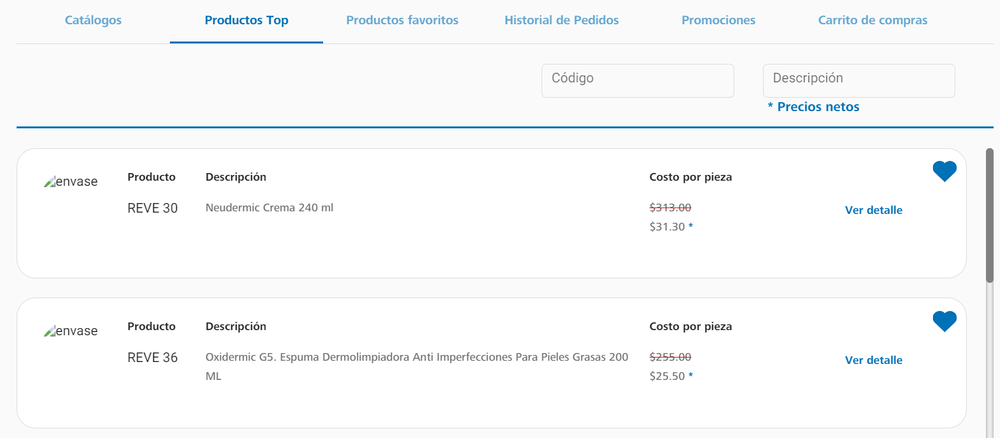 Catálogos Productos Top Productos favoritos Historial de Pedidos Promociones Carrito de compras
Código Descripción
* Precios netos
envase Producto Descripción Costo por pieza
REVE 30 Neudermic Crema 240 ml $313.00 Ver detalle
$31.30 *
envase Producto Descripción Costo por pieza
REVE 36 Oxidermic G5. Espuma Dermolimpiadora Anti Imperfecciones Para Pieles Grasas 200 $255.00 Ver detalle
ML $25.50 *